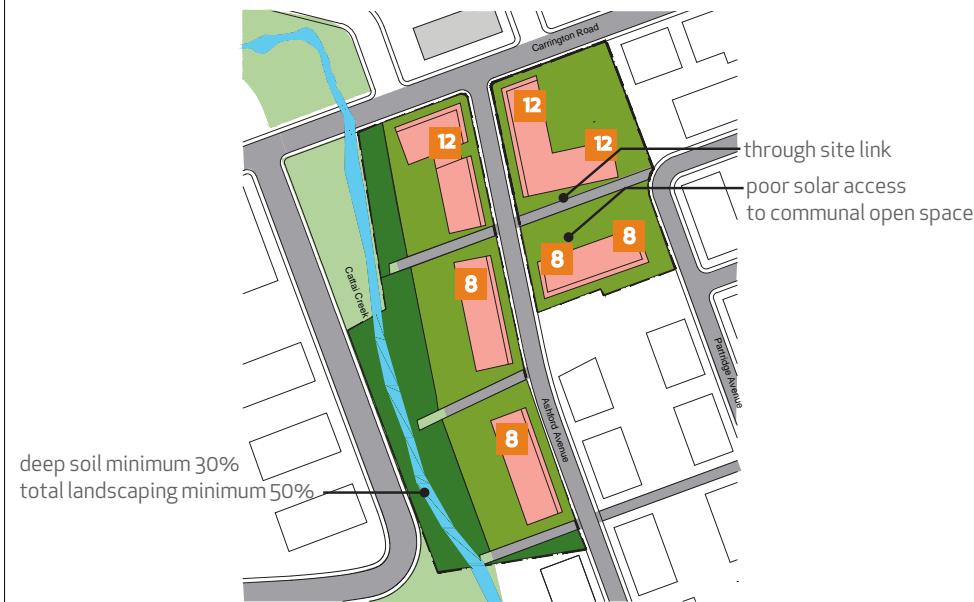 Carrington Road
12
12
12
through site link
poor solar access
to communal open space
8
8
8
Cattai Creek
Partridge Avenue
Ashford Avenue
8
deep soil minimum 30%
total landscaping minimum 50%